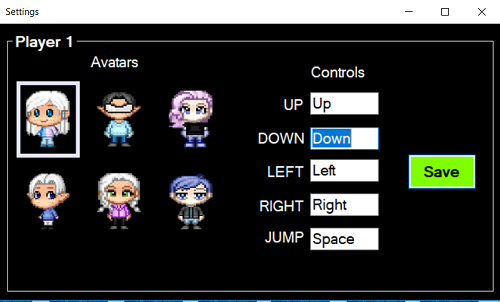 Settings
Player 1
Avatars
Controls
UP Up
DOWN Down
LEFT Left
RIGHT Right
JUMP Space
Save